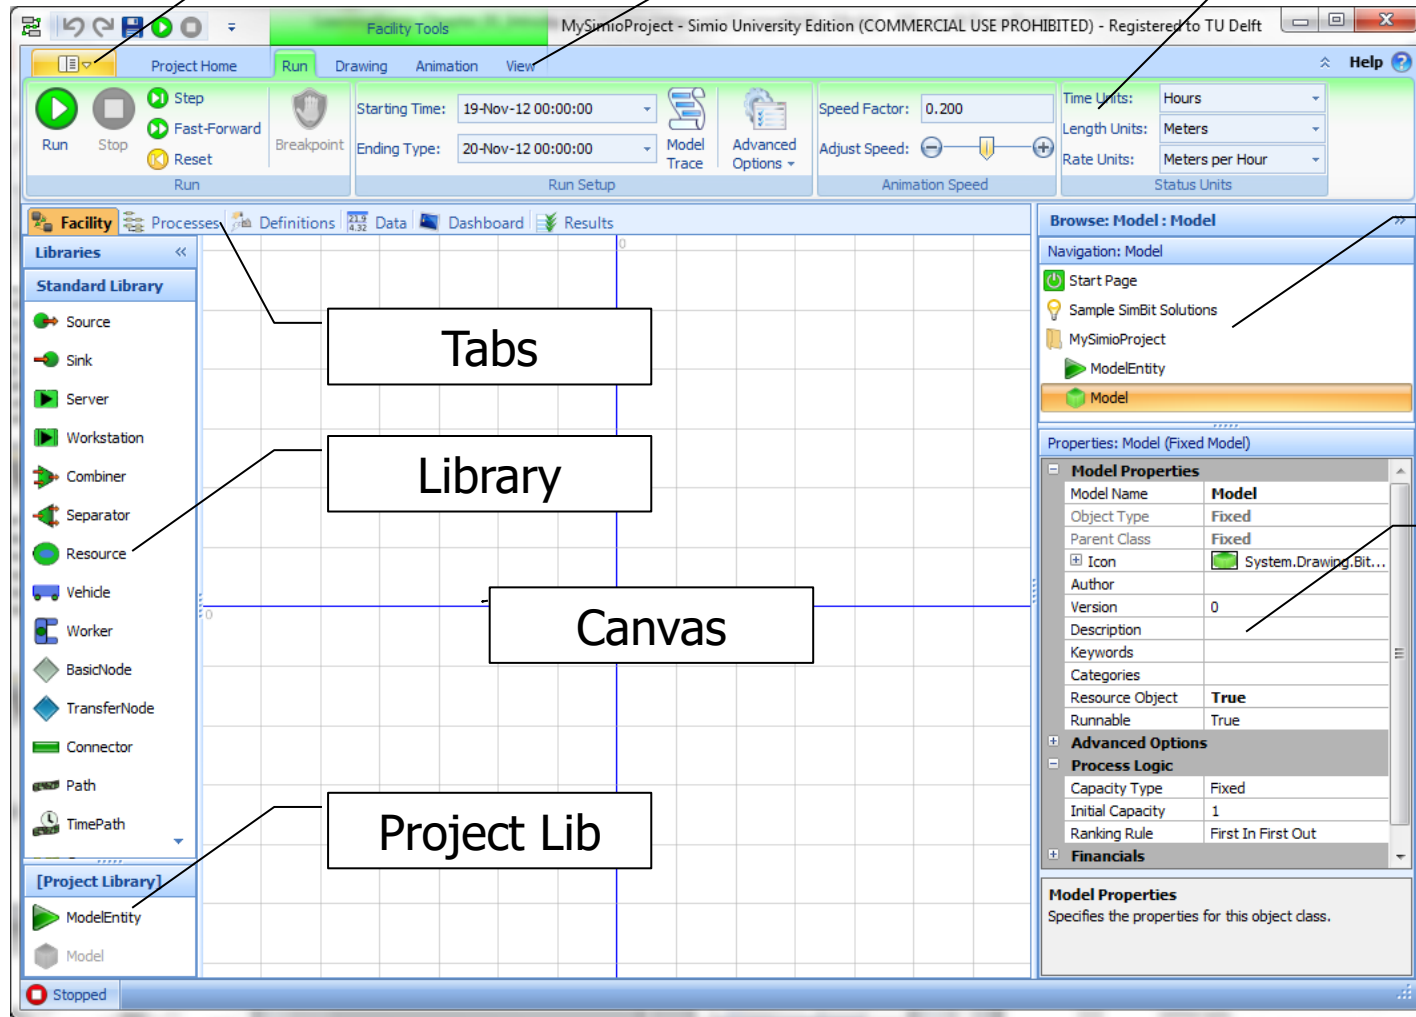 Facility Tools
MySimioProject - Simio University Edition (COMMERCIAL USE PROHIBITED) - Registered to TU Delft
Project Home
Run
Drawing
Animation
View
Help
Run
Stop
Step
Fast-Forward
Reset
Run
Breakpoint
Starting Time: 19-Nov-12 00:00:00
Ending Type: 20-Nov-12 00:00:00
Model Trace
Advanced Options
Run Setup
Speed Factor: 0.200
Adjust Speed:
Animation Speed
Time Units: Hours
Length Units: Meters
Rate Units: Meters per Hour
Status Units
Facility
Processes
Definitions
21.9
4.32
Data
Dashboard
Results
Libraries
Standard Library
Source
Sink
Server
Workstation
Combiner
Separator
Resource
Vehicle
Worker
BasicNode
TransferNode
Connector
Path
TimePath
[Project Library]
ModelEntity
Model
0
0
Tabs
Library
Canvas
Project Lib
Browse: Model : Model
Navigation: Model
Start Page
Sample SimBit Solutions
MySimioProject
ModelEntity
Model
Properties: Model (Fixed Model)
Model Properties
Model Name Model
Object Type Fixed
Parent Class Fixed
Icon System.Drawing.Bit...
Author
Version 0
Description
Keywords
Categories
Resource Object True
Runnable True
Advanced Options
Process Logic
Capacity Type Fixed
Initial Capacity 1
Ranking Rule First In First Out
Financials
Model Properties
Specifies the properties for this object class.
Stopped